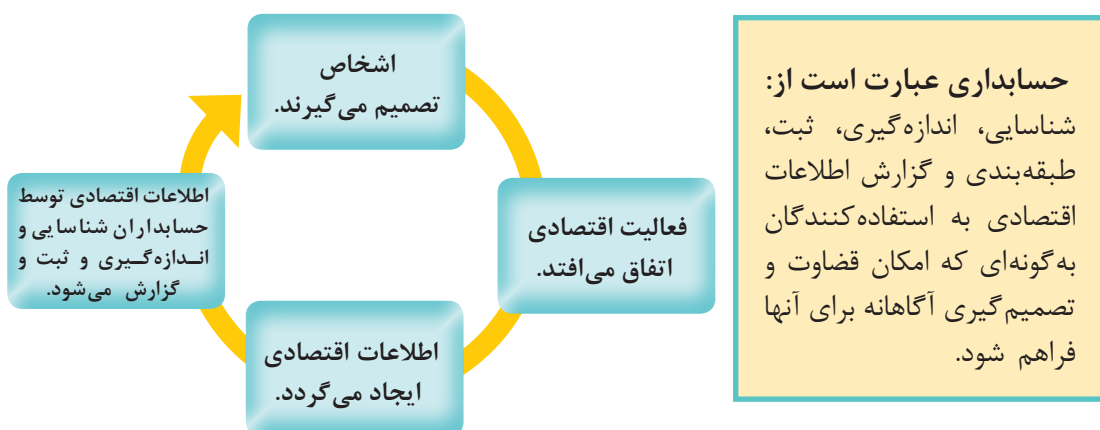 حسابداری عبارت است از:
شناسایی، اندازه‌گیری، ثبت،
طبقه‌بندی و گزارش اطلاعات
اقتصادی به استفاده‌کنندگان
به‌گونه‌ای که امکان قضاوت و
تصمیم‌گیری آگاهانه برای آنها
فراهم شود.
اشخاص
تصمیم می‌گیرند.
فعالیت اقتصادی
اتفاق می‌افتد.
اطلاعات اقتصادی
ایجاد می‌گردد.
اطلاعات اقتصادی توسط
حسابداران شناسایی و
انــدازه‌گــیری و ثبت و
گزارش می‌شود.